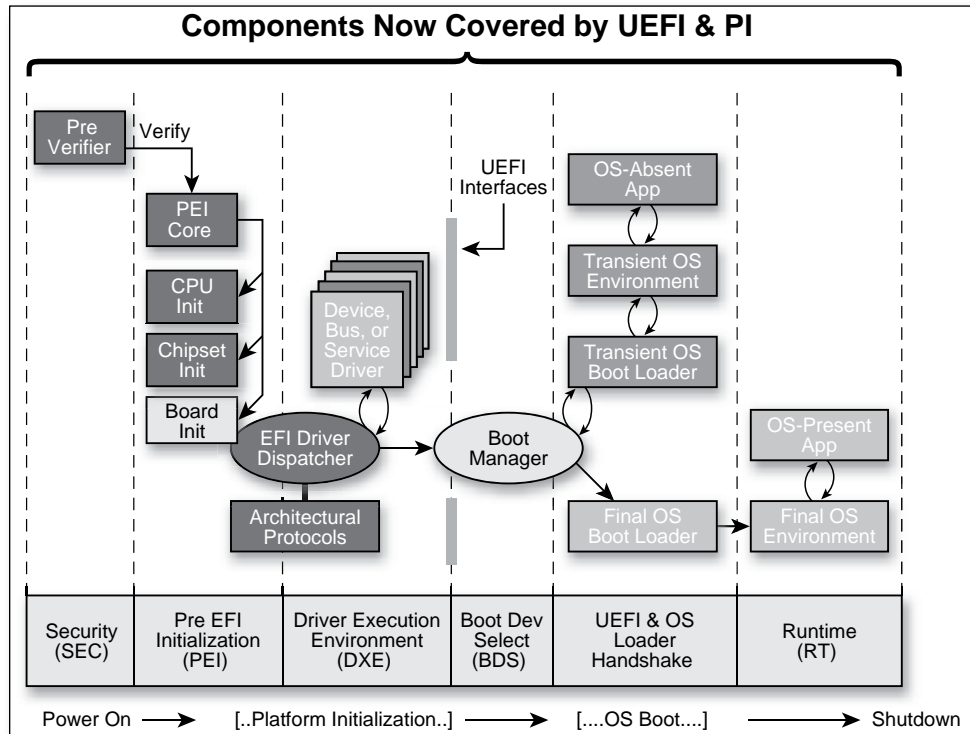 Components Now Covered by UEFI & PI
Pre
Verifier
Verify
PEI
Core
CPU
Init
Chipset
Init
Board
Init
Device,
Bus, or
Service
Driver
EFI Driver
Dispatcher
Architectural
Protocols
UEFI
Interfaces
Boot
Manager
OS-Absent
App
Transient OS
Environment
Transient OS
Boot Loader
Final OS
Boot Loader
OS-Present
App
Final OS
Environment
Security
(SEC)
Pre EFI
Initialization
(PEI)
Driver Execution
Environment
(DXE)
Boot Dev
Select
(BDS)
UEFI & OS
Loader
Handshake
Runtime
(RT)
Power On
[..Platform Initialization..]
[....OS Boot....]
Shutdown